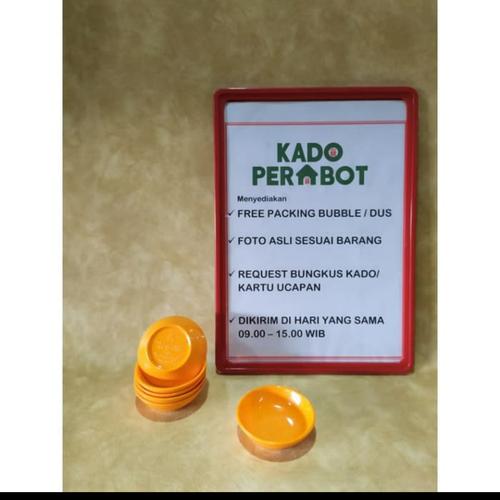 KADO
PERABOT
Menyediakan
✓ FREE PACKING BUBBLE / DUS
✓ FOTO ASLI SESUAI BARANG
✓ REQUEST BUNGKUS KADO/
KARTU UCAPAN
✓ DIKIRIM DI HARI YANG SAMA
09.00 – 15.00 WIB